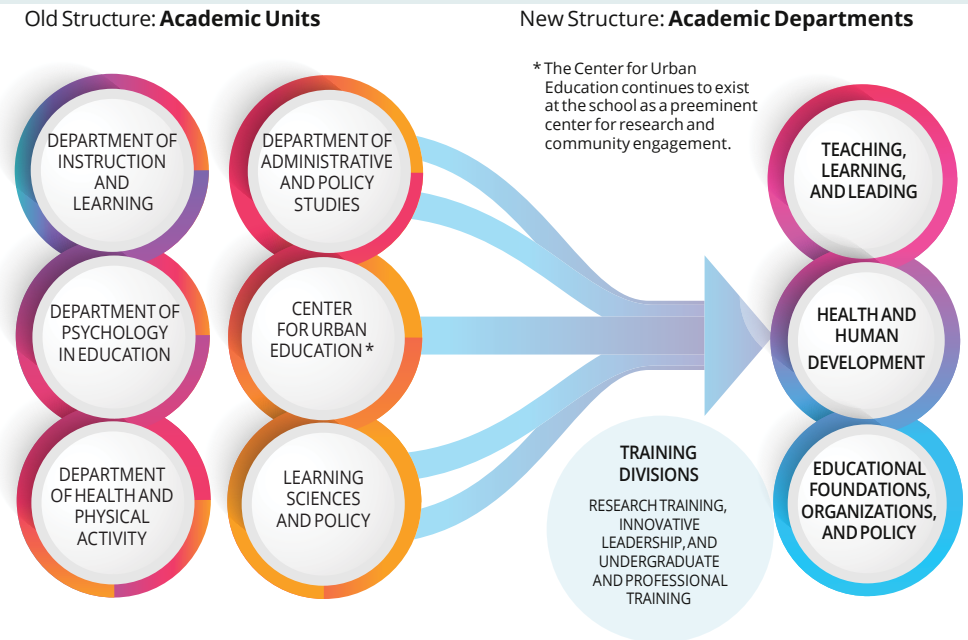 Old Structure: Academic Units
New Structure: Academic Departments
* The Center for Urban
Education continues to exist
at the school as a preeminent
center for research and
community engagement.
DEPARTMENT OF
INSTRUCTION
AND
LEARNING
DEPARTMENT OF
ADMINISTRATIVE
AND POLICY
STUDIES
DEPARTMENT OF
PSYCHOLOGY
IN EDUCATION
CENTER
FOR URBAN
EDUCATION *
DEPARTMENT
OF HEALTH AND
PHYSICAL
ACTIVITY
LEARNING
SCIENCES
AND POLICY
TEACHING,
LEARNING,
AND LEADING
HEALTH AND
HUMAN
DEVELOPMENT
EDUCATIONAL
FOUNDATIONS,
ORGANIZATIONS,
AND POLICY
TRAINING
DIVISIONS
RESEARCH TRAINING,
INNOVATIVE
LEADERSHIP, AND
UNDERGRADUATE
AND PROFESSIONAL
TRAINING